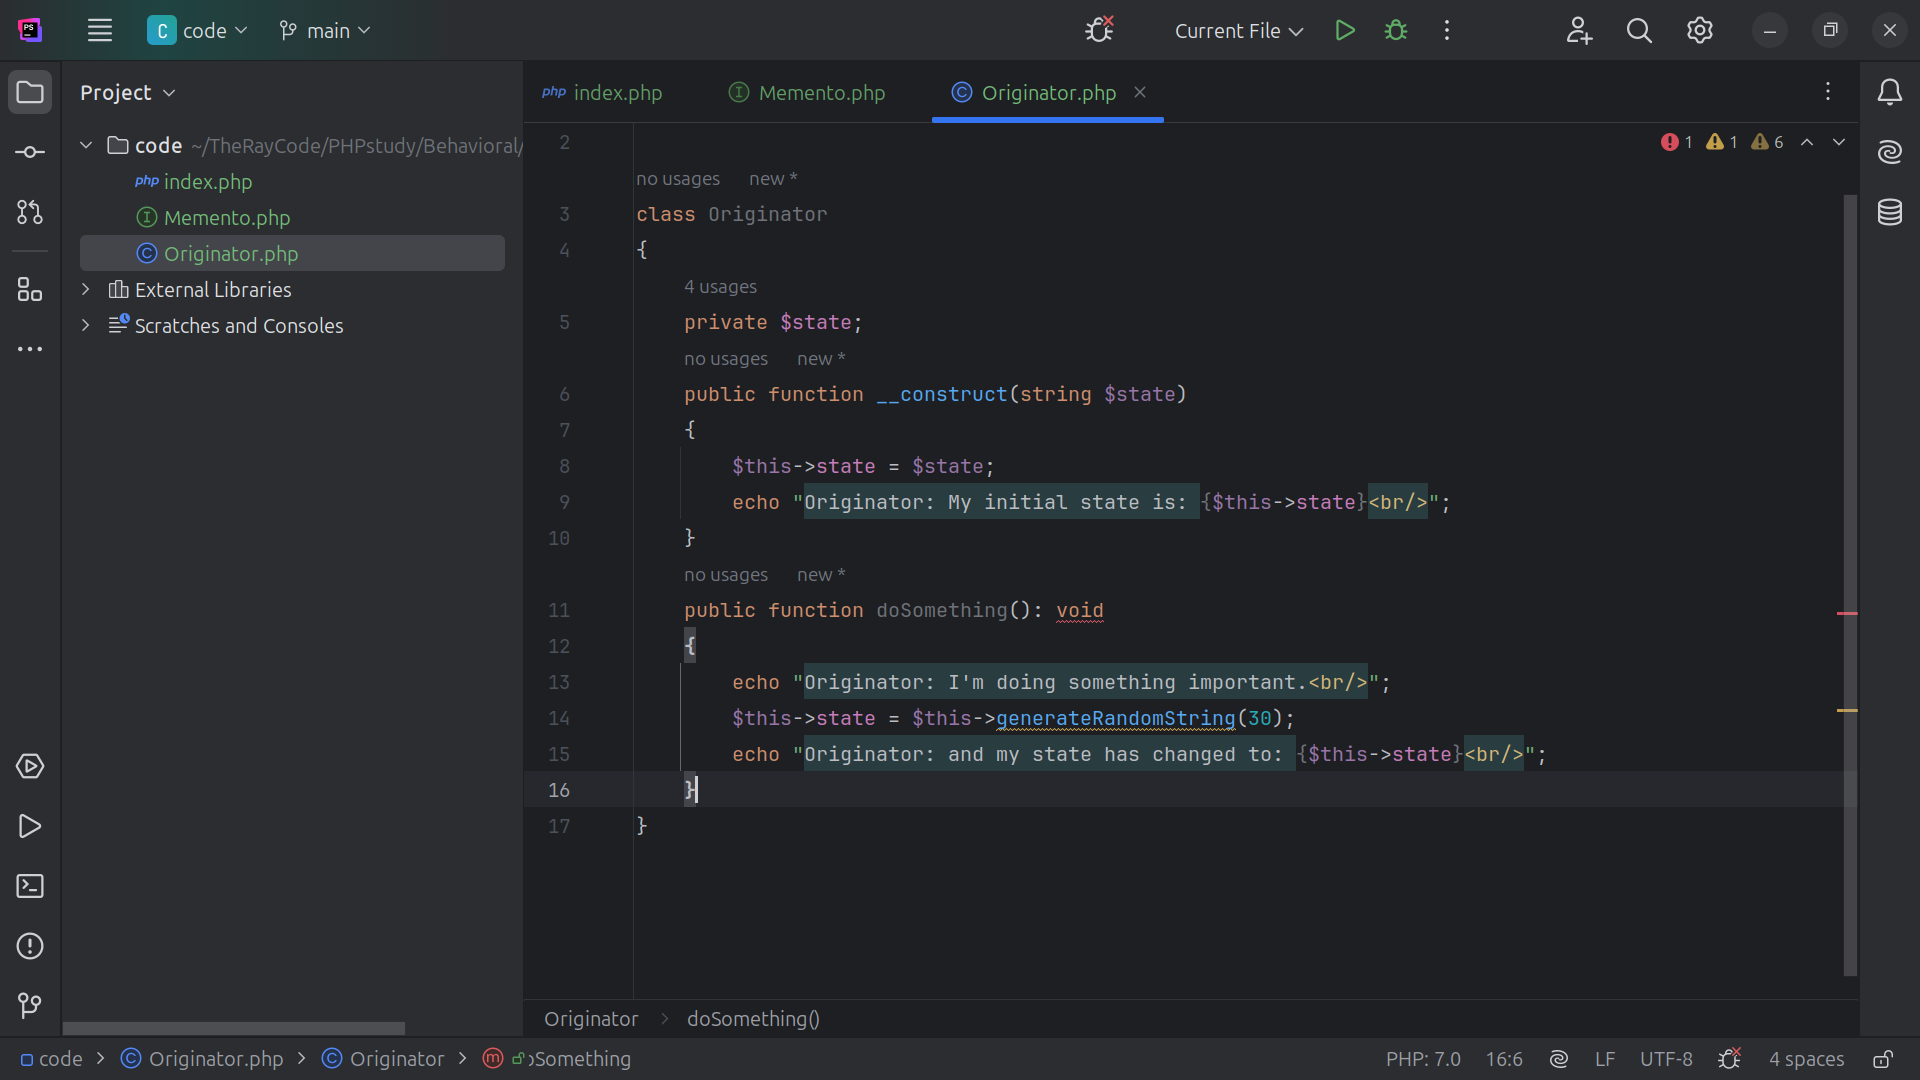 PS
C code
main
Current File
Project
code ~/TheRayCode/PHPstudy/Behavioral/
php index.php
Memento.php
Originator.php
External Libraries
Scratches and Consoles
php index.php
Memento.php
Originator.php
1 1 6
2
no usages new *
3 class Originator
4 {
4 usages
5 private $state;
no usages new *
6 public function __construct(string $state)
7 {
8 $this->state = $state;
9 echo "Originator: My initial state is: {$this->state}<br/>";
10 }
no usages new *
11 public function doSomething(): void
12 {
13 echo "Originator: I'm doing something important.<br/>";
14 $this->state = $this->generateRandomString(30);
15 echo "Originator: and my state has changed to: {$this->state}<br/>";
16 }
17 }
Originator > doSomething()
code > Originator.php > Originator > oSomething
PHP: 7.0 16:6 LF UTF-8 4 spaces